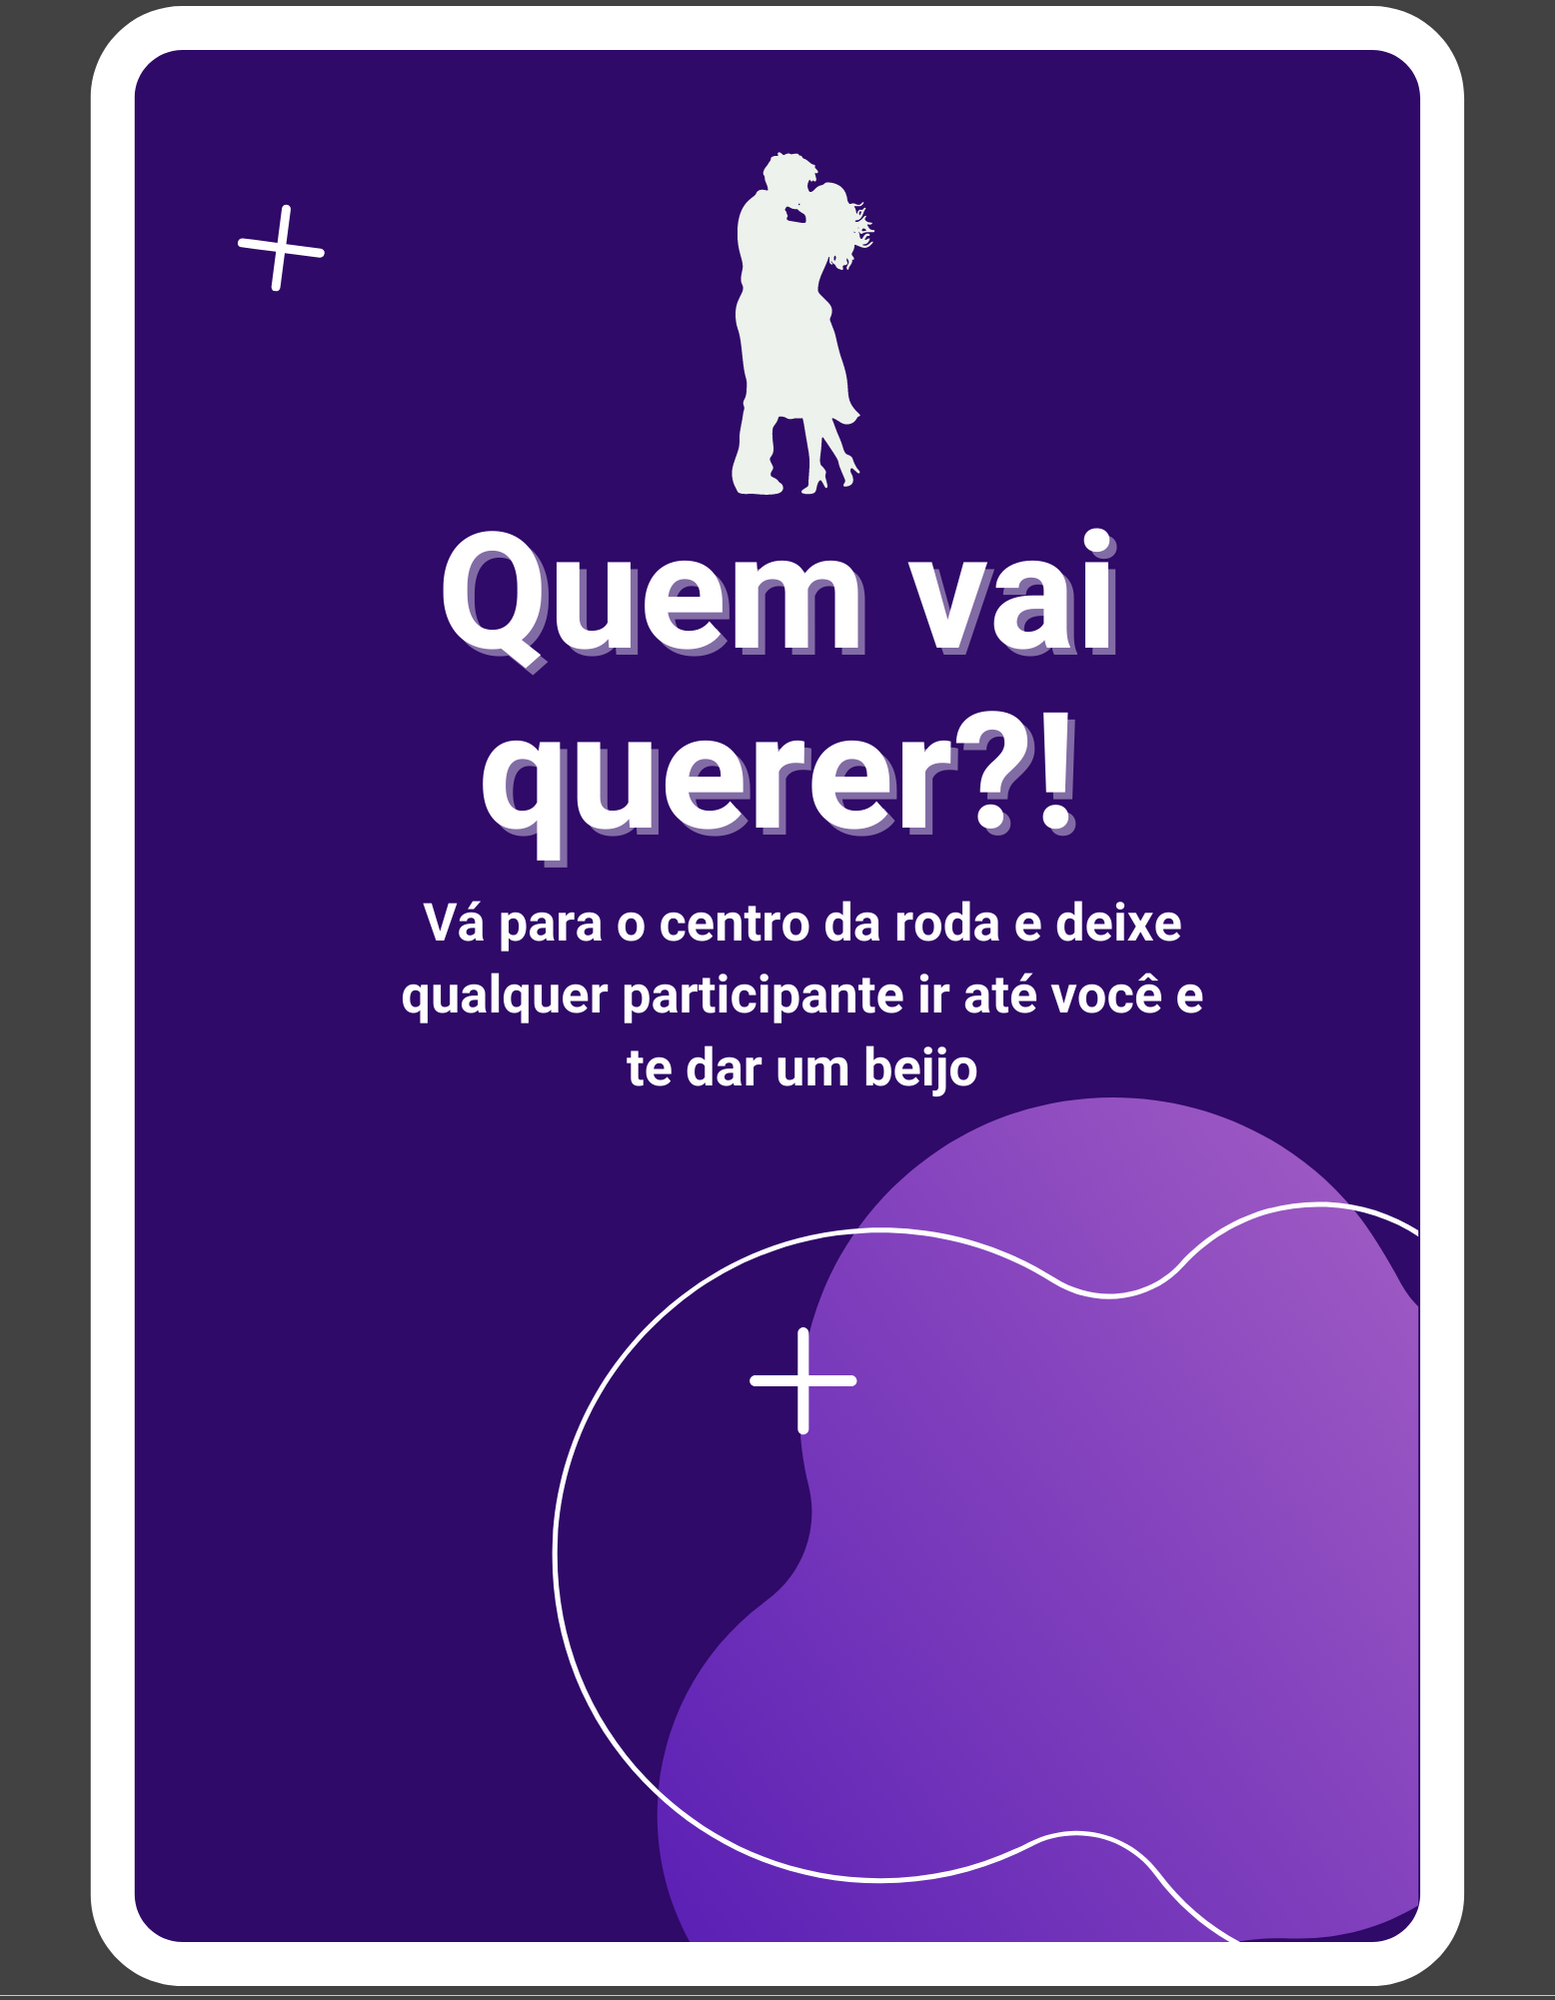 Quem vai
querer?!
Vá para o centro da roda e deixe
qualquer participante ir até você e
te dar um beijo